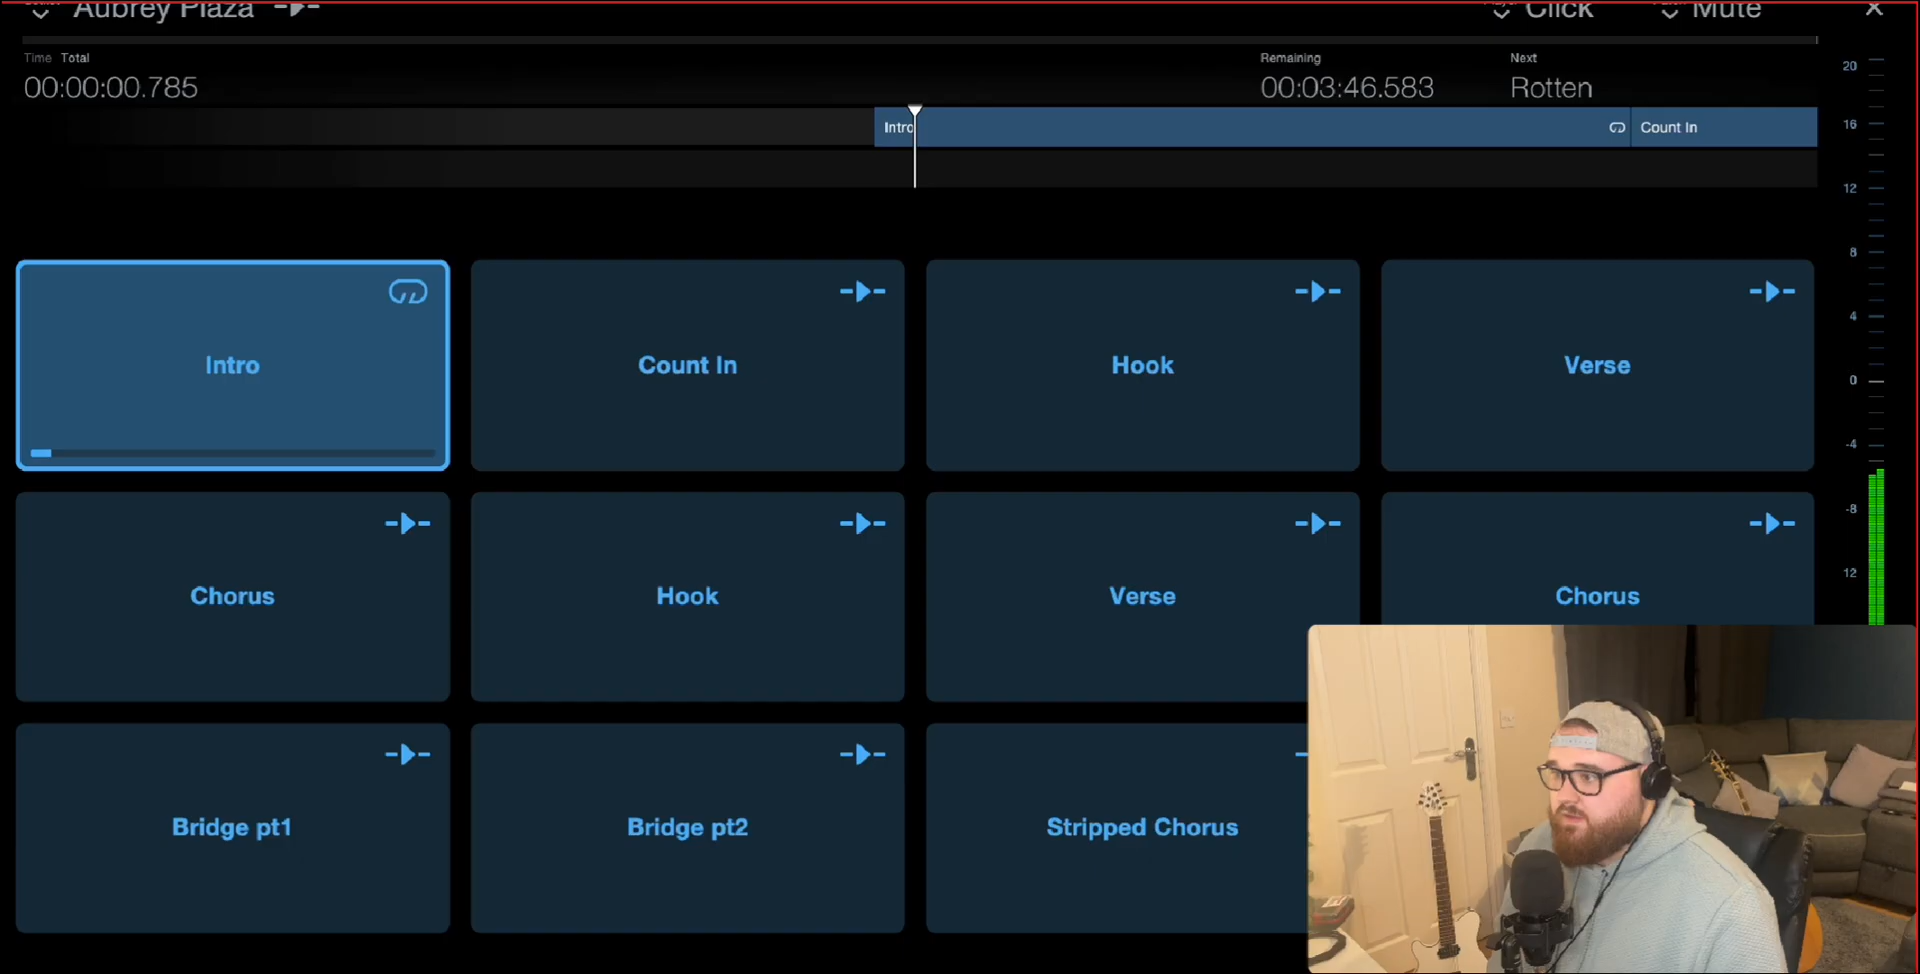 Aubrey Plaza
Click
Mute
Time Total
00:00:00.785
Remaining
00:03:46.583
Next
Rotten
Intro
Count In
20
16
12
8
4
0
-4
-8
12
Intro
Count In
Hook
Verse
Chorus
Hook
Verse
Chorus
Bridge pt1
Bridge pt2
Stripped Chorus